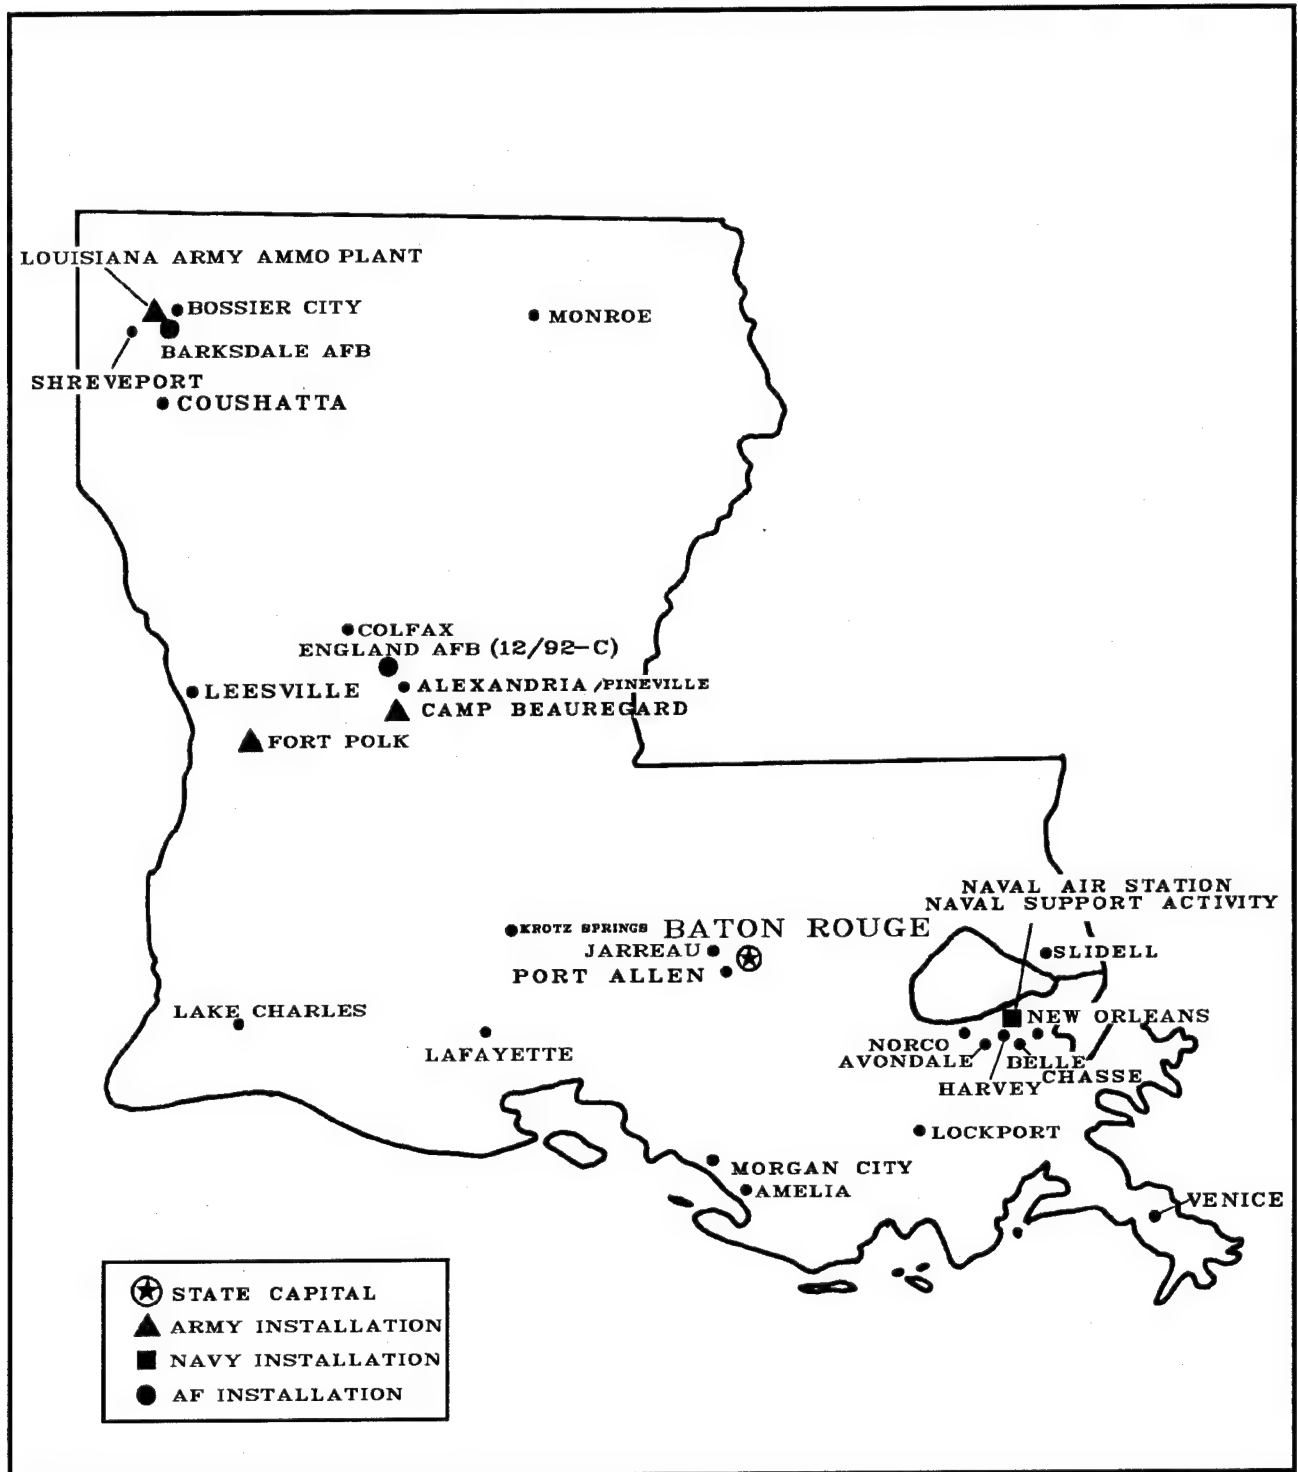 LOUISIANA ARMY AMMO PLANT
BOSSIER CITY
MONROE
BARKSDALE AFB
SHREVEPORT
COUSHATTA
COLFAX
ENGLAND AFB (12/92-C)
LEESVILLE
ALEXANDRIA /PINEVILLE
CAMP BEAUREGARD
FORT POLK
NAVAL AIR STATION
NAVAL SUPPORT ACTIVITY
KROTZ SPRINGS
BATON ROUGE
JARREAU
SLIDELL
PORT ALLEN
LAKE CHARLES
NEW ORLEANS
LAFAYETTE
NORCO
AVONDALE
BELLE
CHASSE
HARVEY
LOCKPORT
MORGAN CITY
AMELIA
VENICE
STATE CAPITAL
ARMY INSTALLATION
NAVY INSTALLATION
AF INSTALLATION